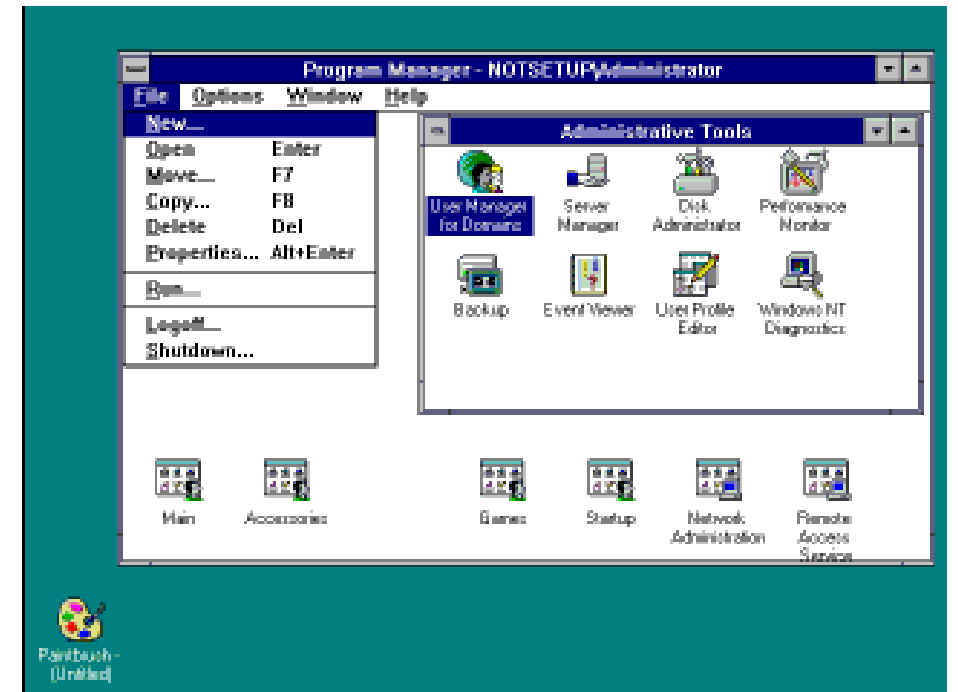 Program Manager - NOTSETUP\Administrator
File Options Window Help
New...
Open Enter
Move... F7
Copy... F8
Delete Del
Properties... Alt+Enter
Run...
Logoff...
Shutdown...
Administrative Tools
User Manager for Domains
Server Manager
Disk Administrator
Performance Monitor
Backup
Event Viewer
User Profile Editor
Windows NT Diagnostics
Main
Accessories
Games
Startup
Network Administration
Remote Access Service
Paintbrush -
(Untitled)